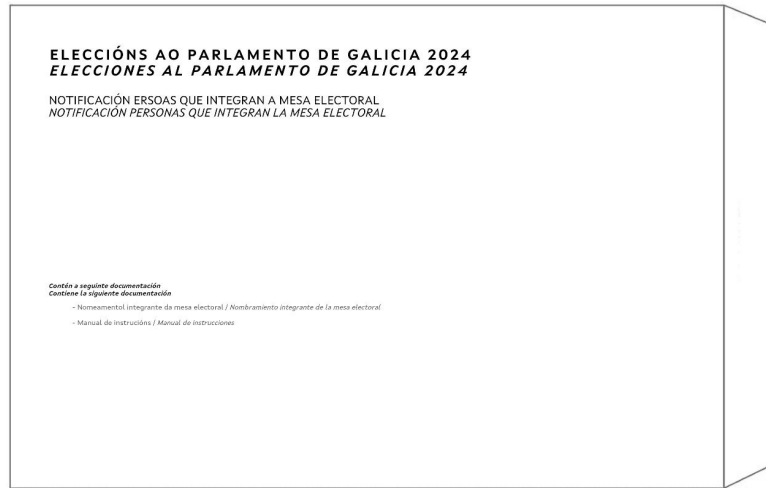 ELECCIÓNS AO PARLAMENTO DE GALICIA 2024
ELECCIONES AL PARLAMENTO DE GALICIA 2024
NOTIFICACIÓN ERSOAS QUE INTEGRAN A MESA ELECTORAL
NOTIFICACIÓN PERSONAS QUE INTEGRAN LA MESA ELECTORAL
Contén a seguinte documentación
Contiene la siguiente documentación
- Nomeamentol integrante da mesa electoral / Nombramiento integrante de la mesa electoral
- Manual de instrucións / Manual de instrucciones